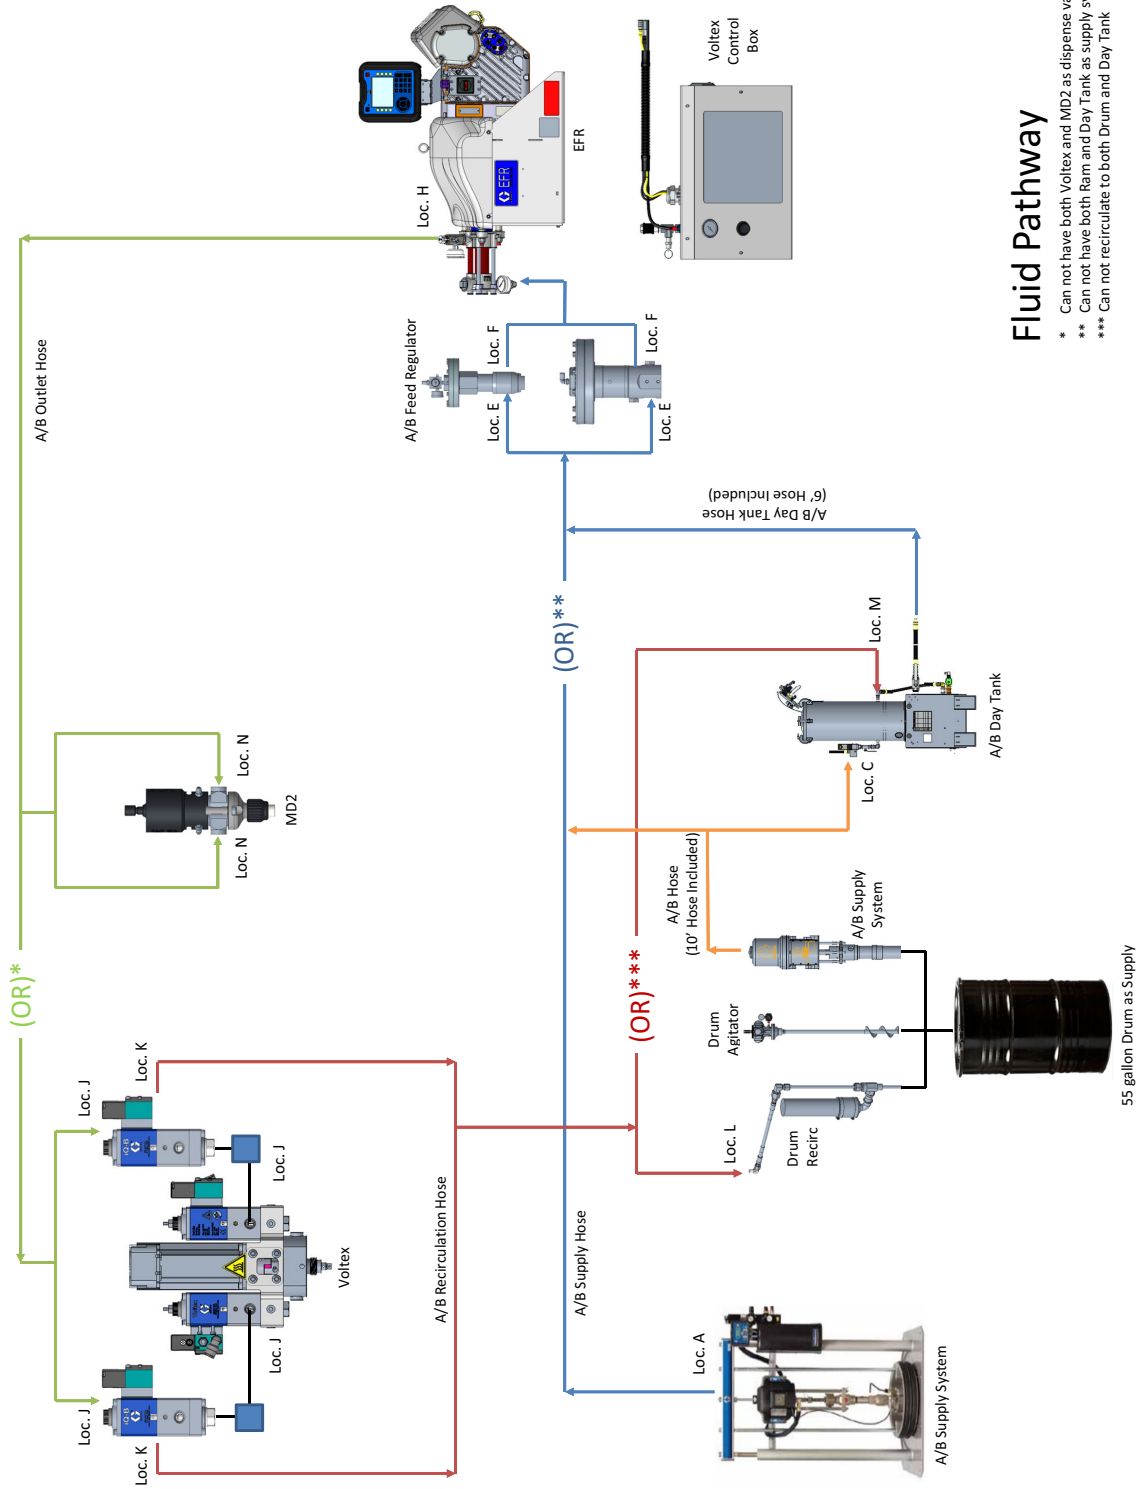 (OR)*
A/B Outlet Hose
Loc. J
Loc. J
Loc. K
Loc. K
iQ-B
iQ-B
Loc. J
Loc. J
Voltex
Loc. N
Loc. N
MD2
A/B Recirculation Hose
Loc. H
EFR
EFR
A/B Feed Regulator
Loc. E
Loc. F
Loc. E
Loc. F
A/B Supply Hose
(OR)**
(OR)***
A/B Hose
(10' Hose Included)
A/B Day Tank Hose
(6' Hose Included)
Voltex
Control
Box
Loc. A
A/B Supply System
Loc. L
Drum
Recirc
Drum
Agitator
A/B Supply
System
Loc. C
Loc. M
A/B Day Tank
55 gallon Drum as Supply
Fluid Pathway
* Can not have both Voltex and MD2 as dispense
** Can not have both Ram and Day Tank as supply
*** Can not recirculate to both Drum and Day Tank